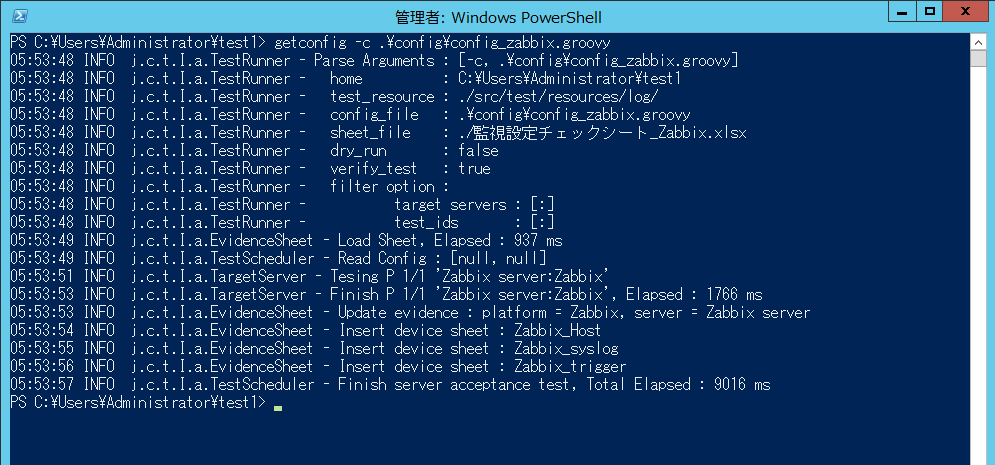 管理者: Windows PowerShell
PS C:¥Users¥Administrator¥test1> getconfig -c .¥config¥config_zabbix.groovy
05:53:48 INFO  j.c.t.I.a.TestRunner - Parse Arguments : [-c, .¥config¥config_zabbix.groovy]
05:53:48 INFO  j.c.t.I.a.TestRunner -   home          : C:¥Users¥Administrator¥test1
05:53:48 INFO  j.c.t.I.a.TestRunner -   test_resource : ./src/test/resources/log/
05:53:48 INFO  j.c.t.I.a.TestRunner -   config_file   : .¥config¥config_zabbix.groovy
05:53:48 INFO  j.c.t.I.a.TestRunner -   sheet_file    : ./監視設定チェックシート_Zabbix.xlsx
05:53:48 INFO  j.c.t.I.a.TestRunner -   dry_run       : false
05:53:48 INFO  j.c.t.I.a.TestRunner -   verify_test   : true
05:53:48 INFO  j.c.t.I.a.TestRunner -   filter option :
05:53:48 INFO  j.c.t.I.a.TestRunner -           target servers : [:]
05:53:48 INFO  j.c.t.I.a.TestRunner -           test_ids       : [:]
05:53:49 INFO  j.c.t.I.a.EvidenceSheet - Load Sheet, Elapsed : 937 ms
05:53:49 INFO  j.c.t.I.a.TestScheduler - Read Config : [null, null]
05:53:51 INFO  j.c.t.I.a.TargetServer - Tesing P 1/1 'Zabbix server:Zabbix'
05:53:53 INFO  j.c.t.I.a.TargetServer - Finish P 1/1 'Zabbix server:Zabbix', Elapsed : 1766 ms
05:53:53 INFO  j.c.t.I.a.EvidenceSheet - Update evidence : platform = Zabbix, server = Zabbix server
05:53:54 INFO  j.c.t.I.a.EvidenceSheet - Insert device sheet : Zabbix_Host
05:53:55 INFO  j.c.t.I.a.EvidenceSheet - Insert device sheet : Zabbix_syslog
05:53:56 INFO  j.c.t.I.a.EvidenceSheet - Insert device sheet : Zabbix_trigger
05:53:57 INFO  j.c.t.I.a.TestScheduler - Finish server acceptance test, Total Elapsed : 9016 ms
PS C:¥Users¥Administrator¥test1>